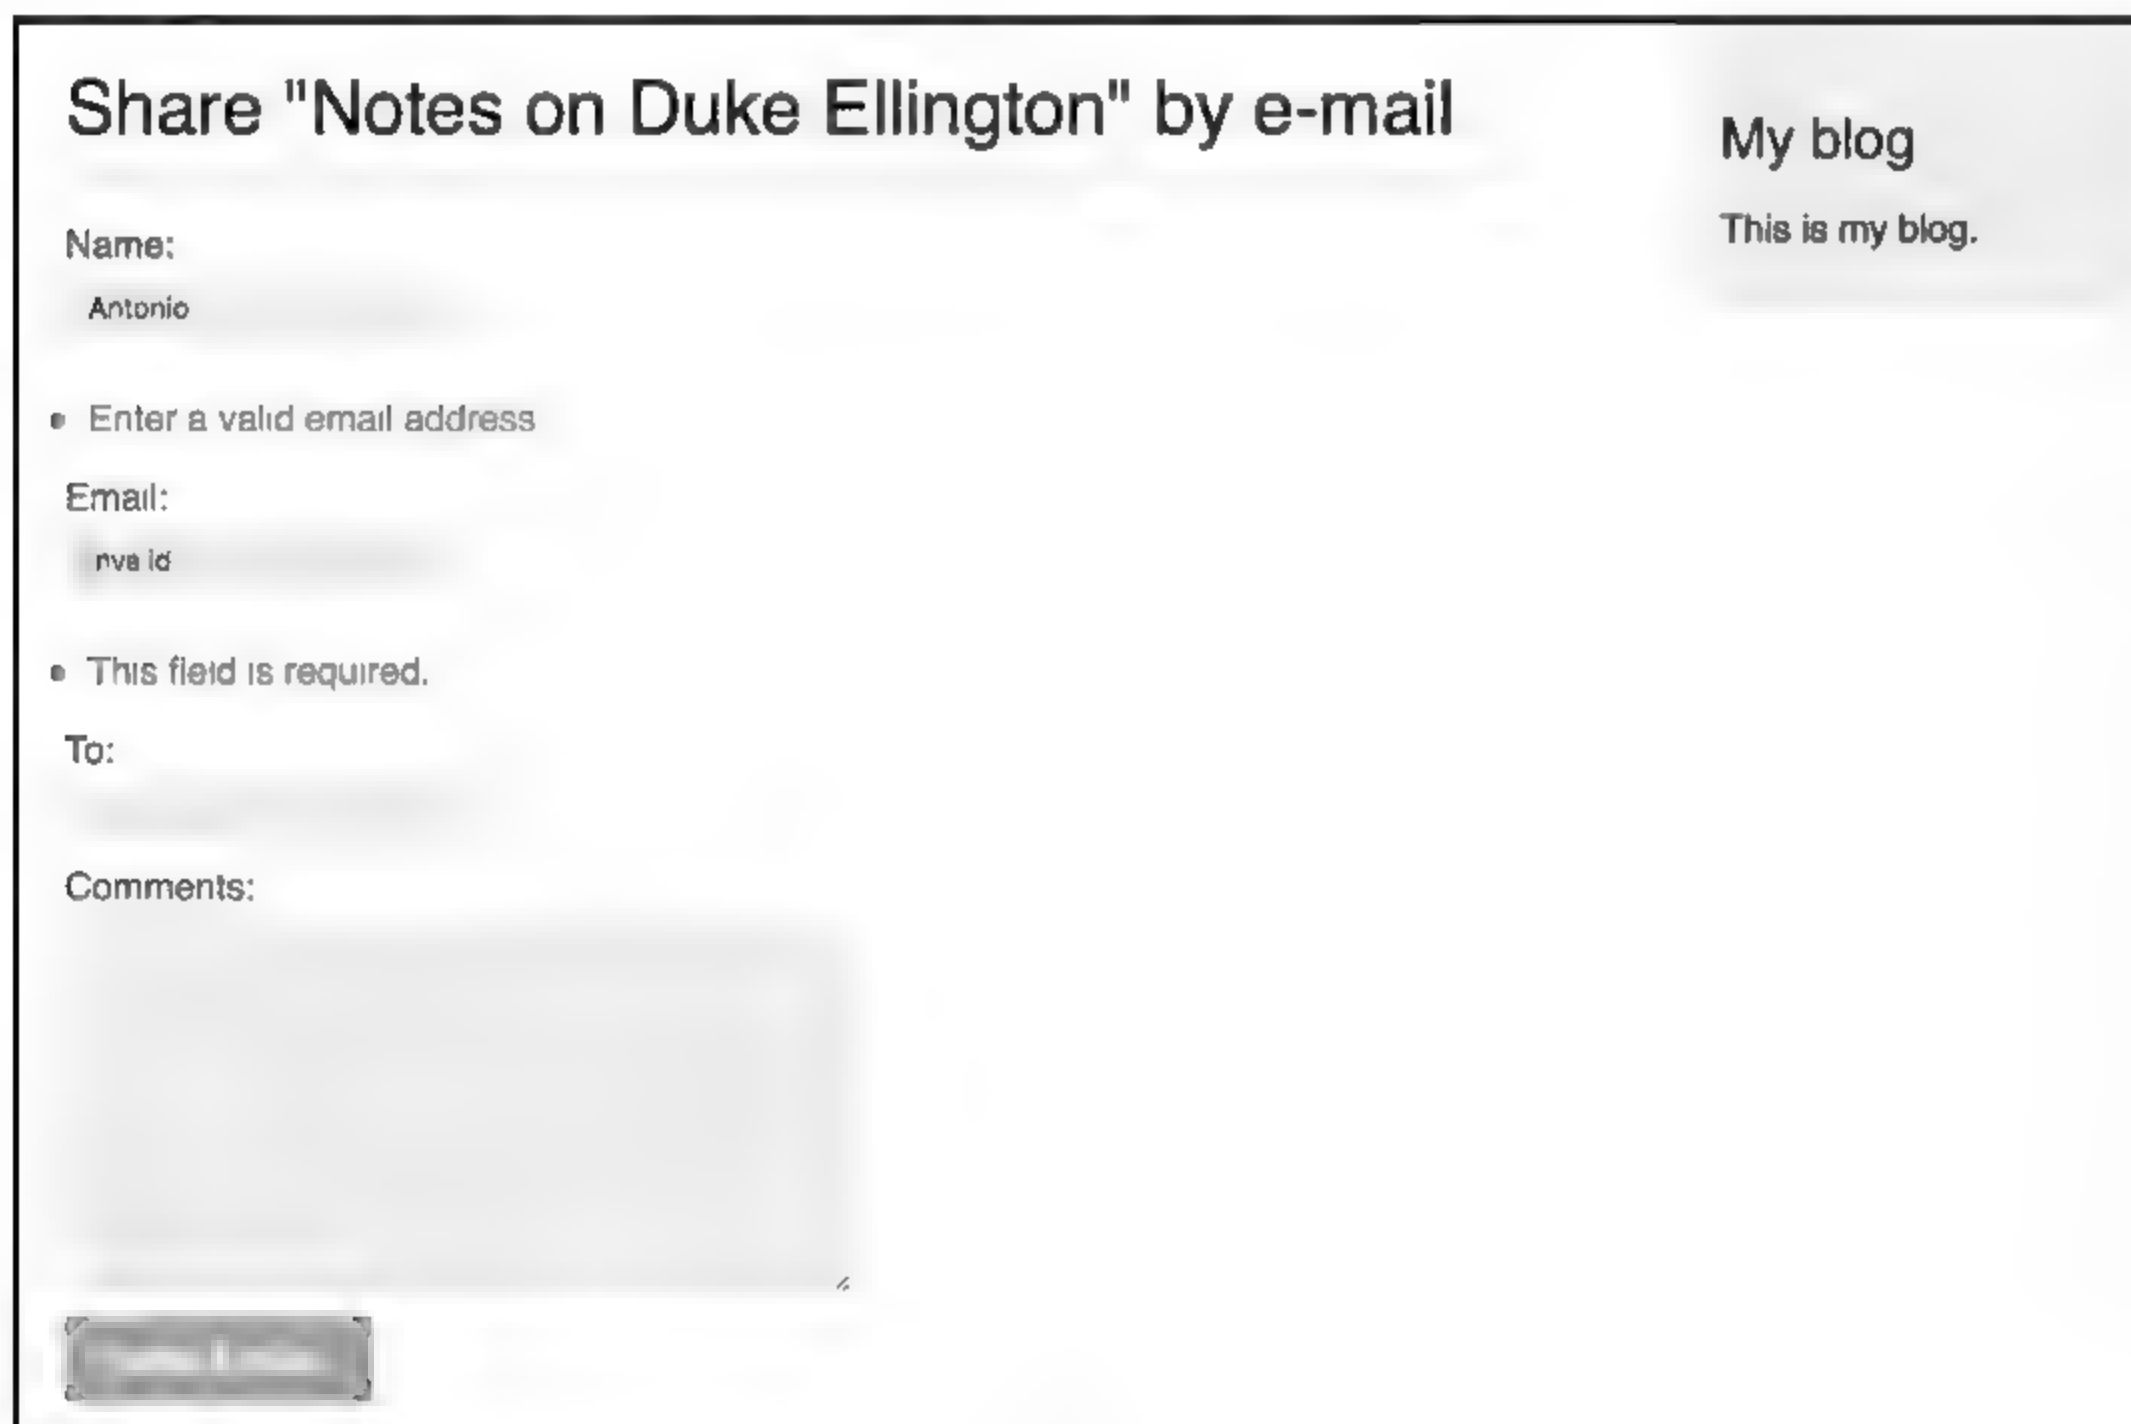 Share "Notes on Duke Ellington" by e-mail
Name:
Antonio
Enter a valid email address
Email:
This field is required.
To:
Comments:
My blog
This is my blog.